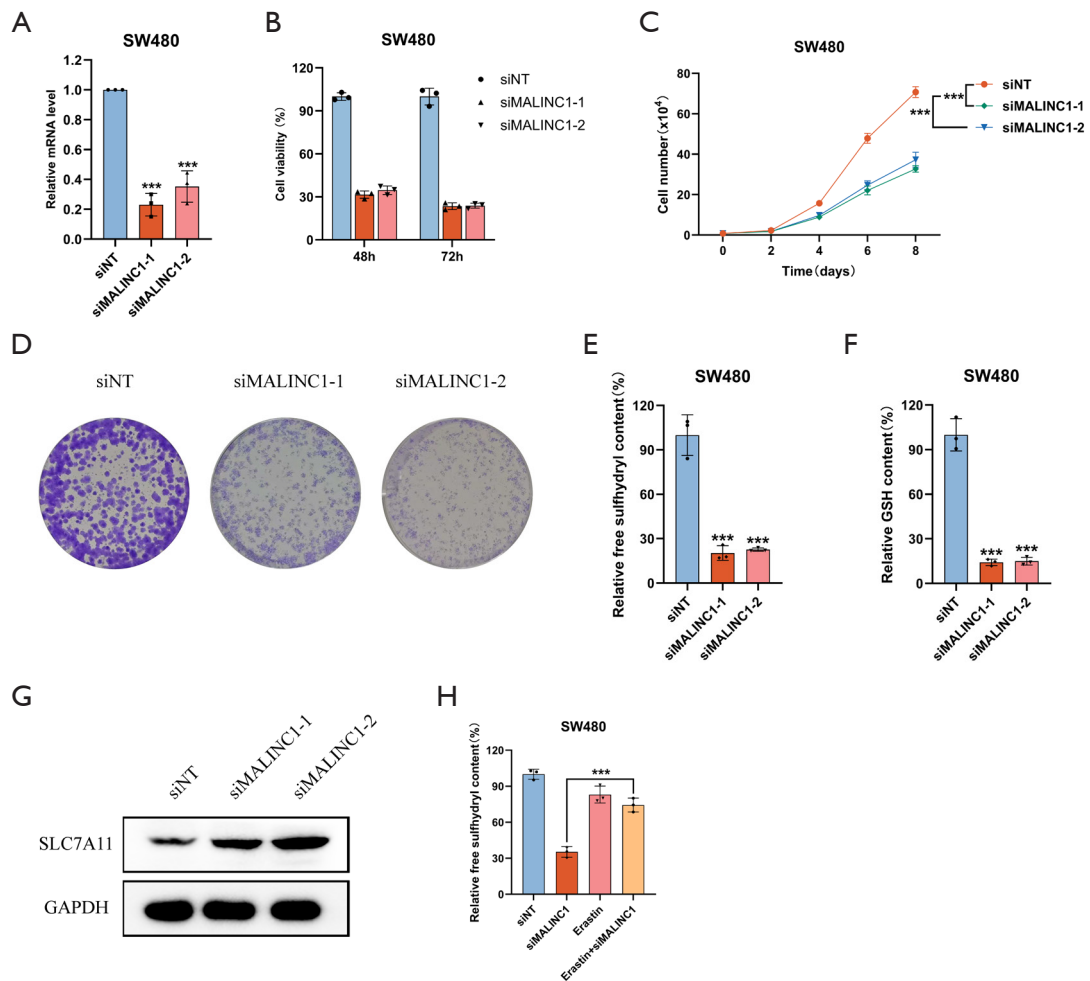 A
SW480
Relative mRNA level
1.2
1.0
0.8
0.6
0.4
0.2
0.0
***
***
siNT
siMALINC1-1
siMALINC1-2
B
SW480
Cell viability (%)
120
90
60
30
0
48h
72h
siNT
siMALINC1-1
siMALINC1-2
C
SW480
Cell number(x10⁴)
80
60
40
20
0
0
2
4
6
8
Time(days)
***
***
siNT
siMALINC1-1
siMALINC1-2
D
siNT
siMALINC1-1
siMALINC1-2
E
SW480
Relative free sulfhydryl content(%)
120
90
60
30
0
***
***
siNT
siMALINC1-1
siMALINC1-2
F
SW480
Relative GSH content(%)
120
90
60
30
0
***
***
siNT
siMALINC1-1
siMALINC1-2
G
siNT
siMALINC1-1
siMALINC1-2
SLC7A11
GAPDH
H
SW480
Relative free sulfhydryl content(%)
120
90
60
30
0
***
siNT
siMALINC1
Erastin
Erastin+siMALINC1